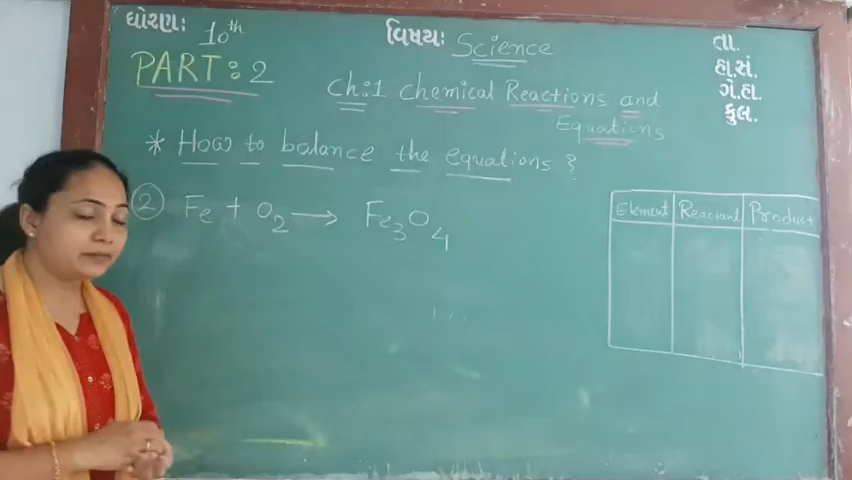 ધોરણ: 10th વિષય: Science તા.
PART: 2 હા.સં.
Ch:1 Chemical Reactions and ગે.હા.
Equations કુલ.
* How to balance the equations ?
② Fe + O2 → Fe3O4
Element Reactant Product